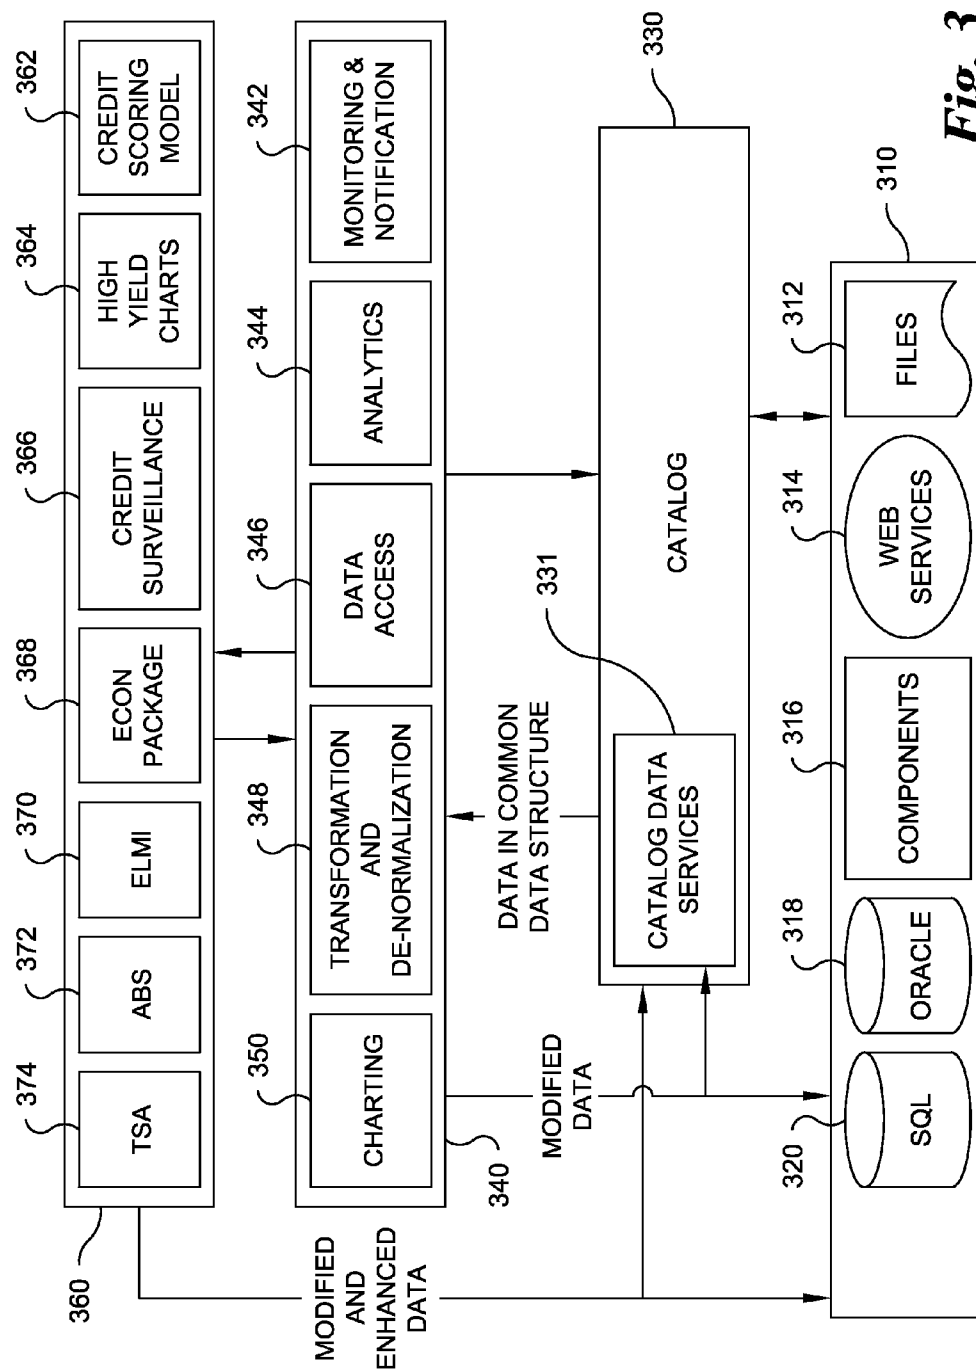 360
374
TSA
372
ABS
370
ELMI
368
ECON
PACKAGE
366
CREDIT
SURVEILLANCE
364
HIGH
YIELD
CHARTS
362
CREDIT
SCORING
MODEL
350
CHARTING
348
TRANSFORMATION
AND
DE-NORMALIZATION
346
DATA
ACCESS
344
ANALYTICS
342
MONITORING &
NOTIFICATION
340
MODIFIED
AND
ENHANCED
DATA
MODIFIED
DATA
DATA IN COMMON
DATA STRUCTURE
331
CATALOG DATA
SERVICES
CATALOG
330
320
SQL
318
ORACLE
316
COMPONENTS
314
WEB
SERVICES
312
FILES
310
Fig. 3